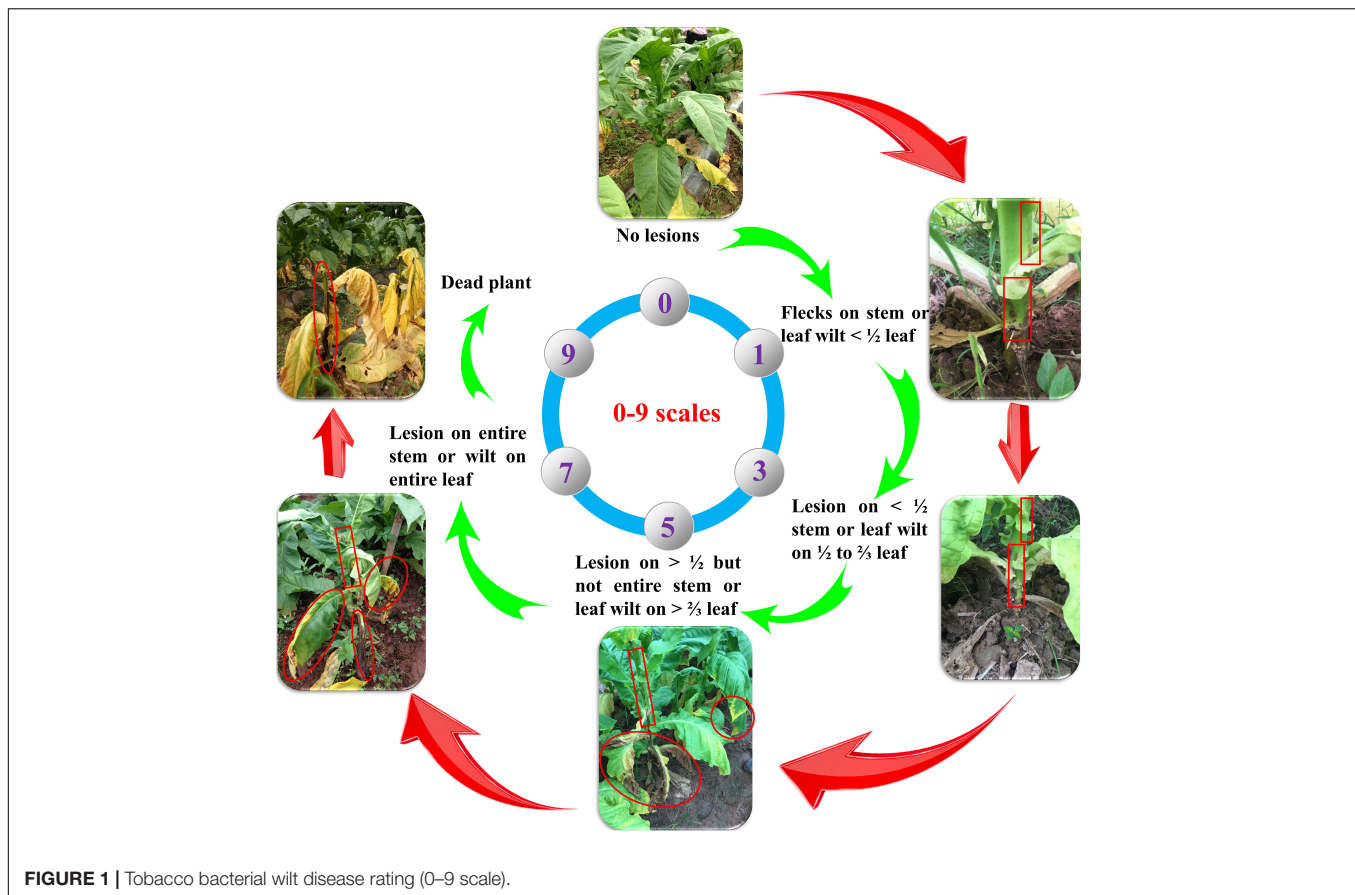 No lesions
Dead plant
0
Flecks on stem or
leaf wilt < ½ leaf
9
1
0-9 scales
Lesion on entire
stem or wilt on
entire leaf
7
3
Lesion on < ½
stem or leaf wilt
on ½ to ⅔ leaf
5
Lesion on > ½ but
not entire stem or
leaf wilt on > ⅔ leaf
FIGURE 1 | Tobacco bacterial wilt disease rating (0–9 scale).